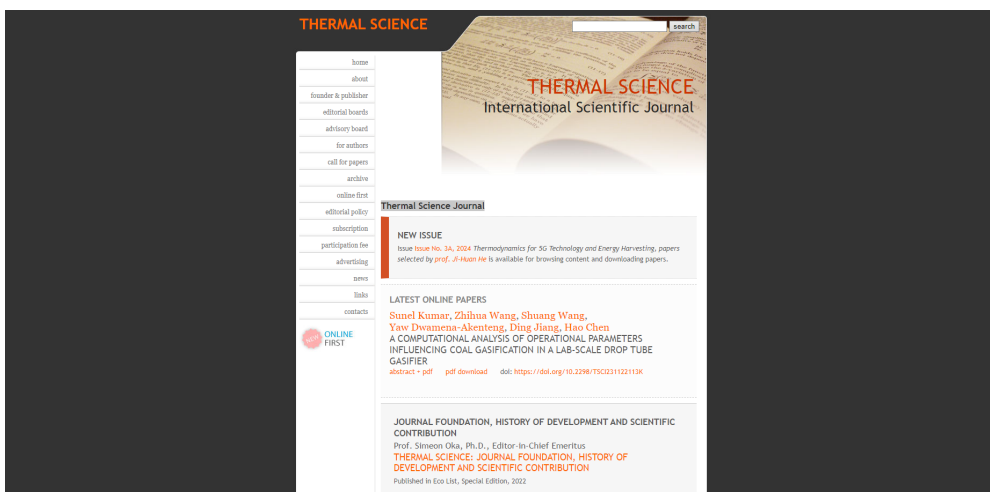 THERMAL SCIENCE
search
home
about
founder & publisher
editorial boards
advisory board
for authors
call for papers
archive
online first
editorial policy
subscription
participation fee
advertising
news
links
contacts
NEW
ONLINE
FIRST
THERMAL SCIENCE
International Scientific Journal
Thermal Science Journal
NEW ISSUE
Issue Issue No. 3A, 2024 Thermodynamics for 5G Technology and Energy Harvesting, papers
selected by prof. Ji-Huan He is available for browsing content and downloading papers.
LATEST ONLINE PAPERS
Sunel Kumar, Zhihua Wang, Shuang Wang,
Yaw Dwamena-Akenteng, Ding Jiang, Hao Chen
A COMPUTATIONAL ANALYSIS OF OPERATIONAL PARAMETERS
INFLUENCING COAL GASIFICATION IN A LAB-SCALE DROP TUBE
GASIFIER
abstract + pdf pdf download doi: https://doi.org/10.2298/TSCI231122113K
JOURNAL FOUNDATION, HISTORY OF DEVELOPMENT AND SCIENTIFIC
CONTRIBUTION
Prof. Simeon Oka, Ph.D., Editor-in-Chief Emeritus
THERMAL SCIENCE: JOURNAL FOUNDATION, HISTORY OF
DEVELOPMENT AND SCIENTIFIC CONTRIBUTION
Published in Eco List, Special Edition, 2022